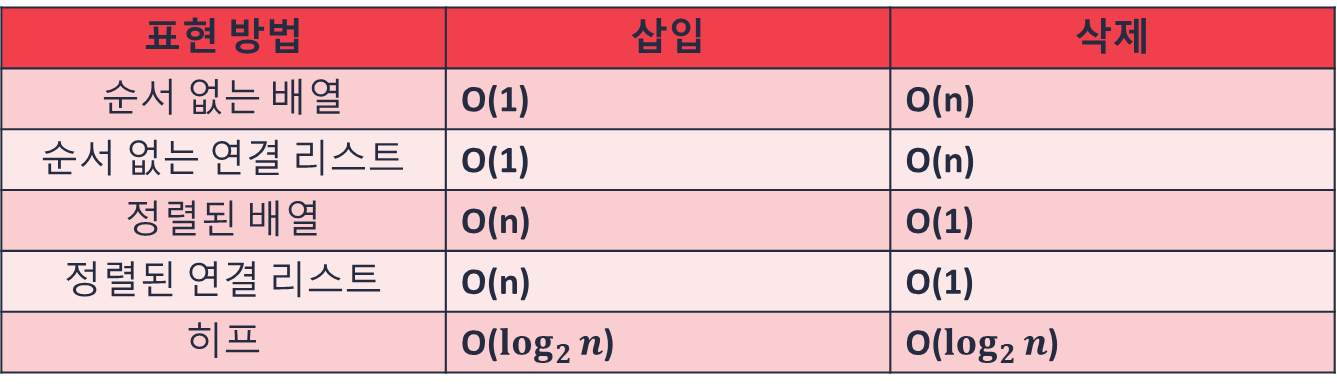 표현 방법 삽입 삭제
순서 없는 배열 O(1) O(n)
순서 없는 연결 리스트 O(1) O(n)
정렬된 배열 O(n) O(1)
정렬된 연결 리스트 O(n) O(1)
히프 O(log₂ n) O(log₂ n)